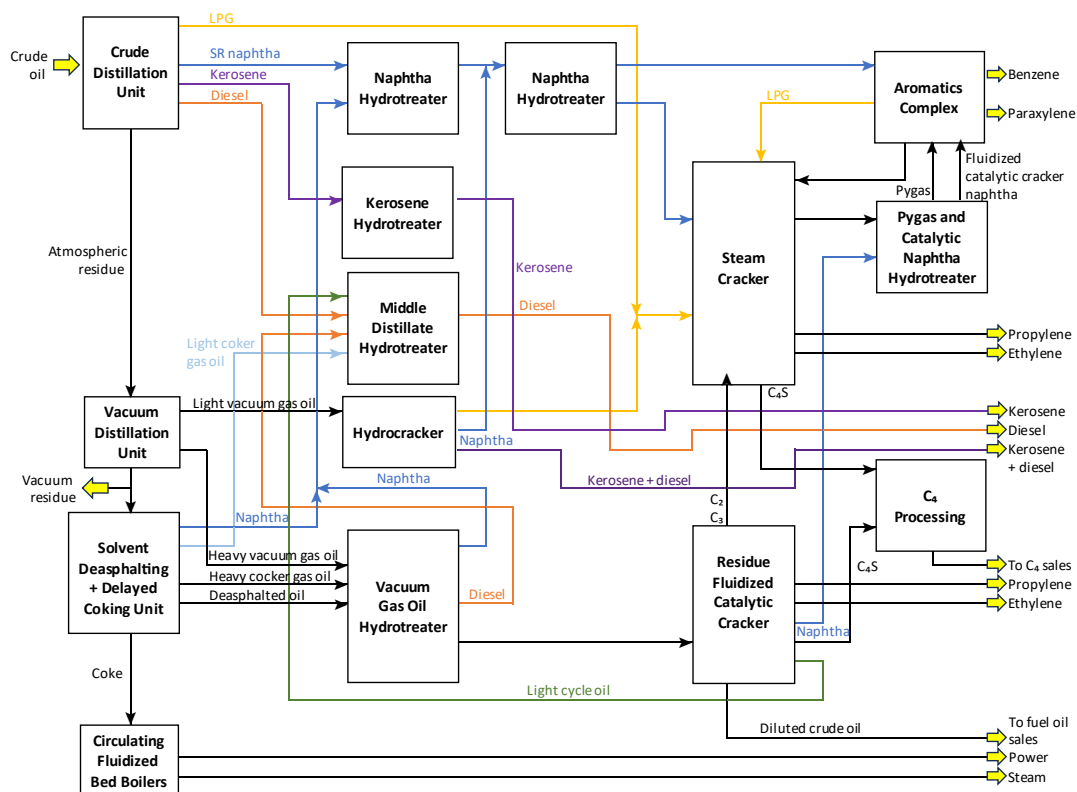 LPG
Crude
oil
Crude
Distillation
Unit
SR naphtha
Kerosene
Diesel
Naphtha
Hydrotreater
Naphtha
Hydrotreater
LPG
Aromatics
Complex
Benzene
Paraxylene
Fluidized
catalytic cracker
naphtha
Pygas
Kerosene
Hydrotreater
Steam
Cracker
Pygas and
Catalytic
Naphtha
Hydrotreater
Atmospheric
residue
Kerosene
Middle
Distillate
Hydrotreater
Diesel
Light coker
gas oil
Propylene
Ethylene
C₄S
Vacuum
Distillation
Unit
Light vacuum gas oil
Hydrocracker
Naphtha
Kerosene
Diesel
Kerosene
+ diesel
Vacuum
residue
Naphtha
Kerosene + diesel
C₂
C₃
C₄
Processing
Naphtha
Solvent
Deasphalting
+ Delayed
Coking Unit
Heavy vacuum gas oil
Heavy cocker gas oil
Deasphalted oil
Vacuum
Gas Oil
Hydrotreater
Diesel
Residue
Fluidized
Catalytic
Cracker
C₄S
Naphtha
To C₄ sales
Propylene
Ethylene
Coke
Light cycle oil
Diluted crude oil
Circulating
Fluidized
Bed Boilers
To fuel oil
sales
Power
Steam